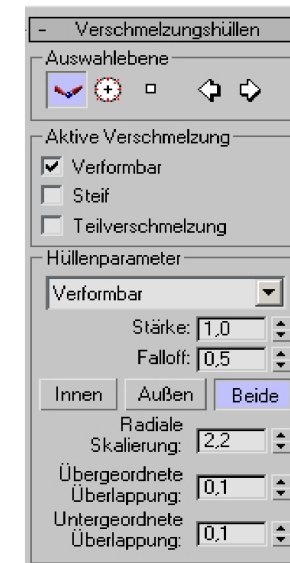 - Verschmelzungshüllen
Auswahlebene
Aktive Verschmelzung
Verformbar
Steif
Teilverschmelzung
Hüllenparameter
Verformbar
Stärke: 1,0
Falloff: 0,5
Innen Außen Beide
Radiale
Skalierung: 2,2
Übergeordnete
Überlappung: 0,1
Untergeordnete
Überlappung: 0,1